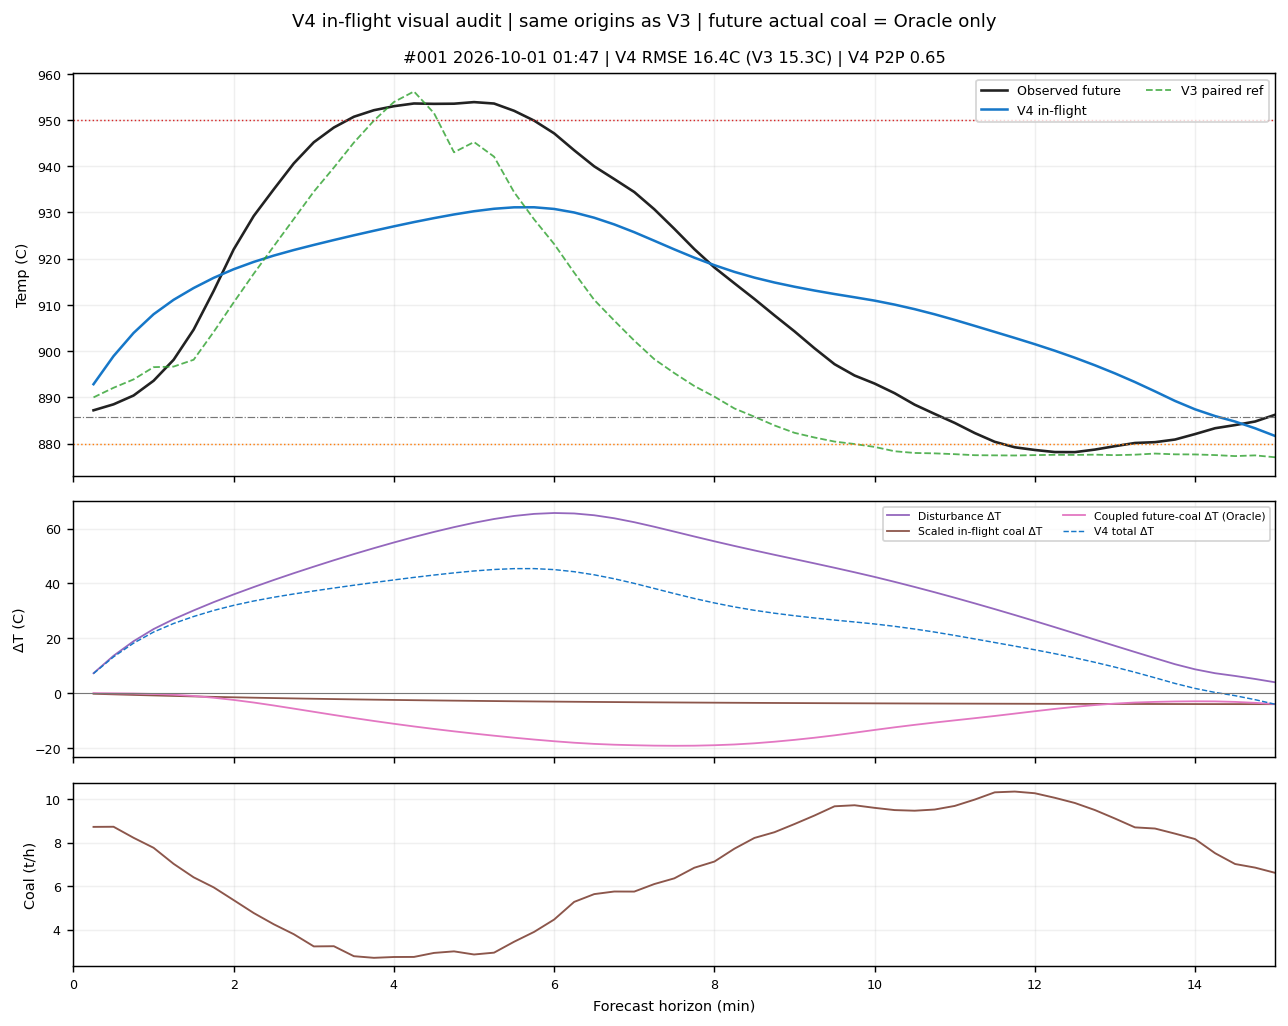 V4 in-flight visual audit | same origins as V3 | future actual coal = Oracle only
#001 2026-10-01 01:47 | V4 RMSE 16.4C (V3 15.3C) | V4 P2P 0.65
Observed future
V4 in-flight
V3 paired ref
Temp (C)
960
950
940
930
920
910
900
890
880
Disturbance ΔT
Scaled in-flight coal ΔT
Coupled future-coal ΔT (Oracle)
V4 total ΔT
ΔT (C)
60
40
20
0
−20
Coal (t/h)
10
8
6
4
0 2 4 6 8 10 12 14
Forecast horizon (min)